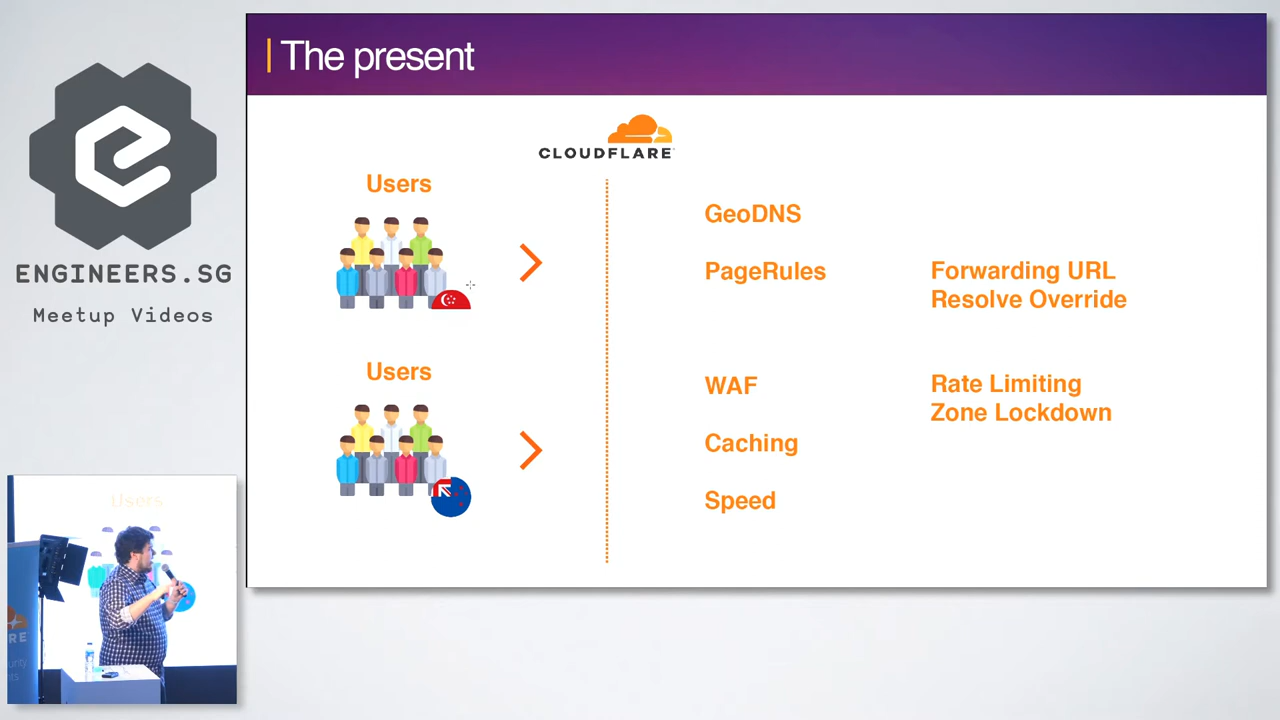 The present
CLOUDFLARE
Users
GeoDNS
PageRules
Forwarding URL
Resolve Override
Users
WAF
Rate Limiting
Zone Lockdown
Caching
Speed
ENGINEERS.SG
Meetup Videos
Users